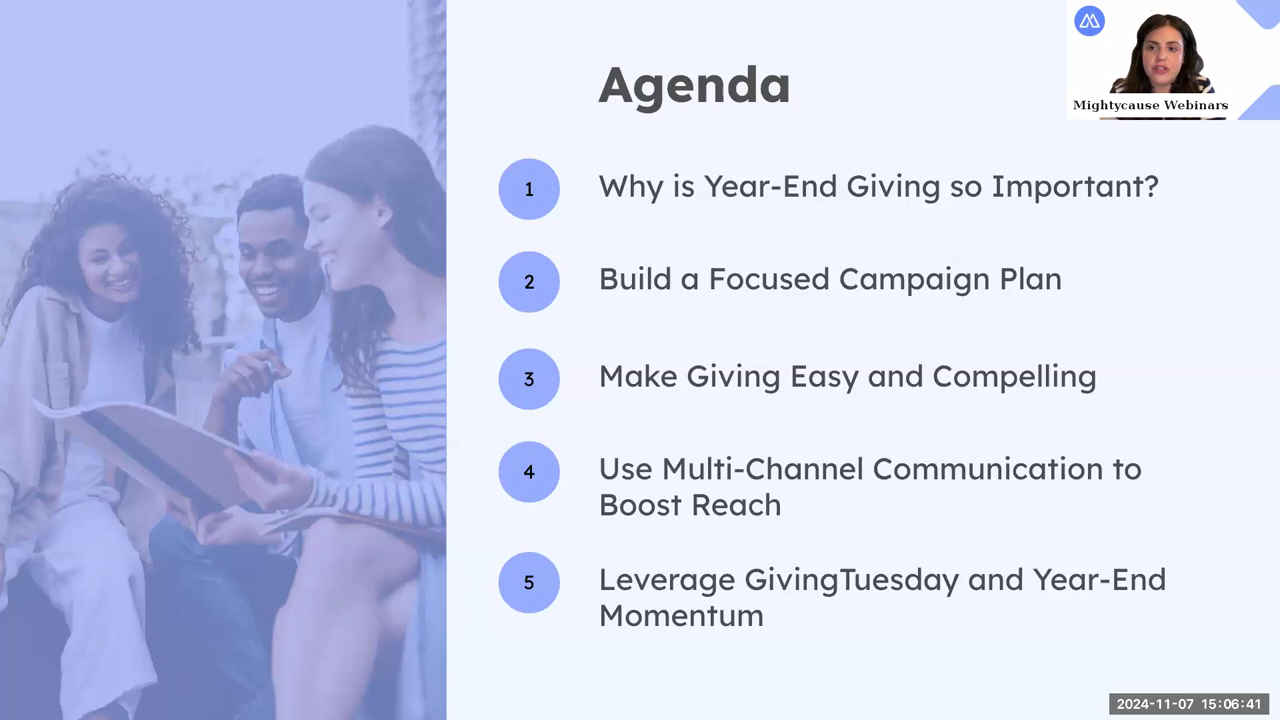 Agenda
Mightycause Webinars
1
Why is Year-End Giving so Important?
2
Build a Focused Campaign Plan
3
Make Giving Easy and Compelling
4
Use Multi-Channel Communication to
Boost Reach
5
Leverage GivingTuesday and Year-End
Momentum
2024-11-07 15:06:41